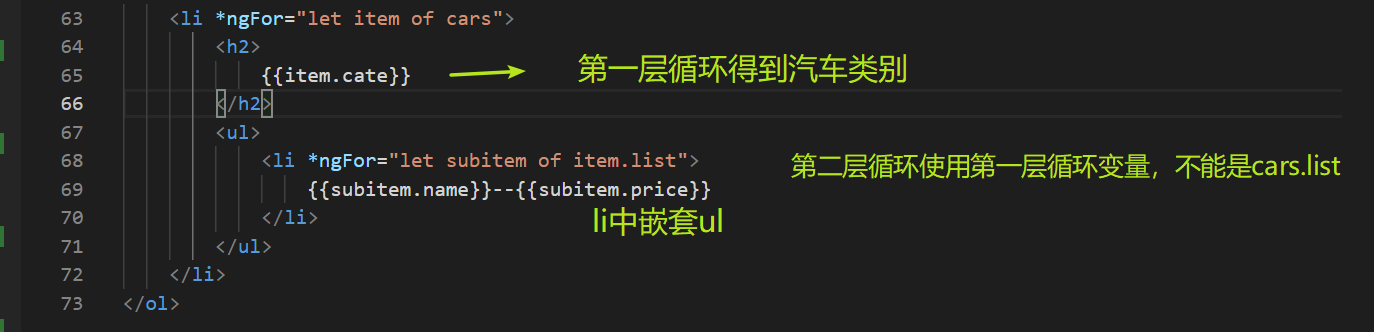 63 <li *ngFor="let item of cars">
64 <h2>
65 {{item.cate}} 第一层循环得到汽车类别
66 </h2>
67 <ul>
68 <li *ngFor="let subitem of item.list"> 第二层循环使用第一层循环变量，不能是cars.list
69 {{subitem.name}}--{{subitem.price}}
70 </li> li中嵌套ul
71 </ul>
72 </li>
73 </ol>